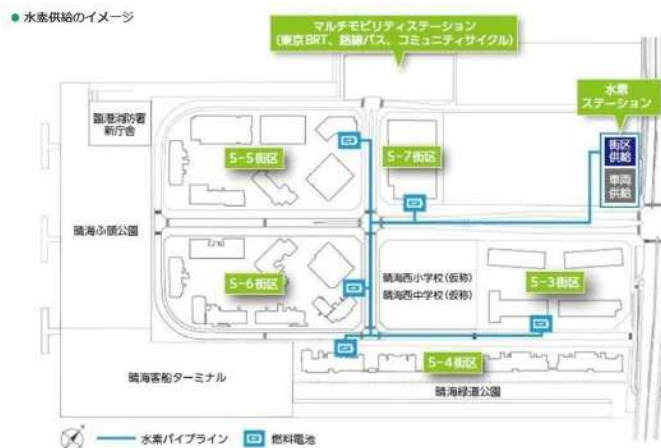 水素供給のイメージ
マルチモビリティステーション
(東京BRT、路線バス、コミュニティサイクル)
水素
ステーション
臨港消防署
新庁舎
街区
供給
5-5街区
5-7街区
車両
供給
晴海ふ頭公園
5-6街区
晴海西小学校(仮称)
晴海西中学校(仮称)
5-3街区
5-4街区
晴海客船ターミナル
晴海緑道公園
水素パイプライン
燃料電池